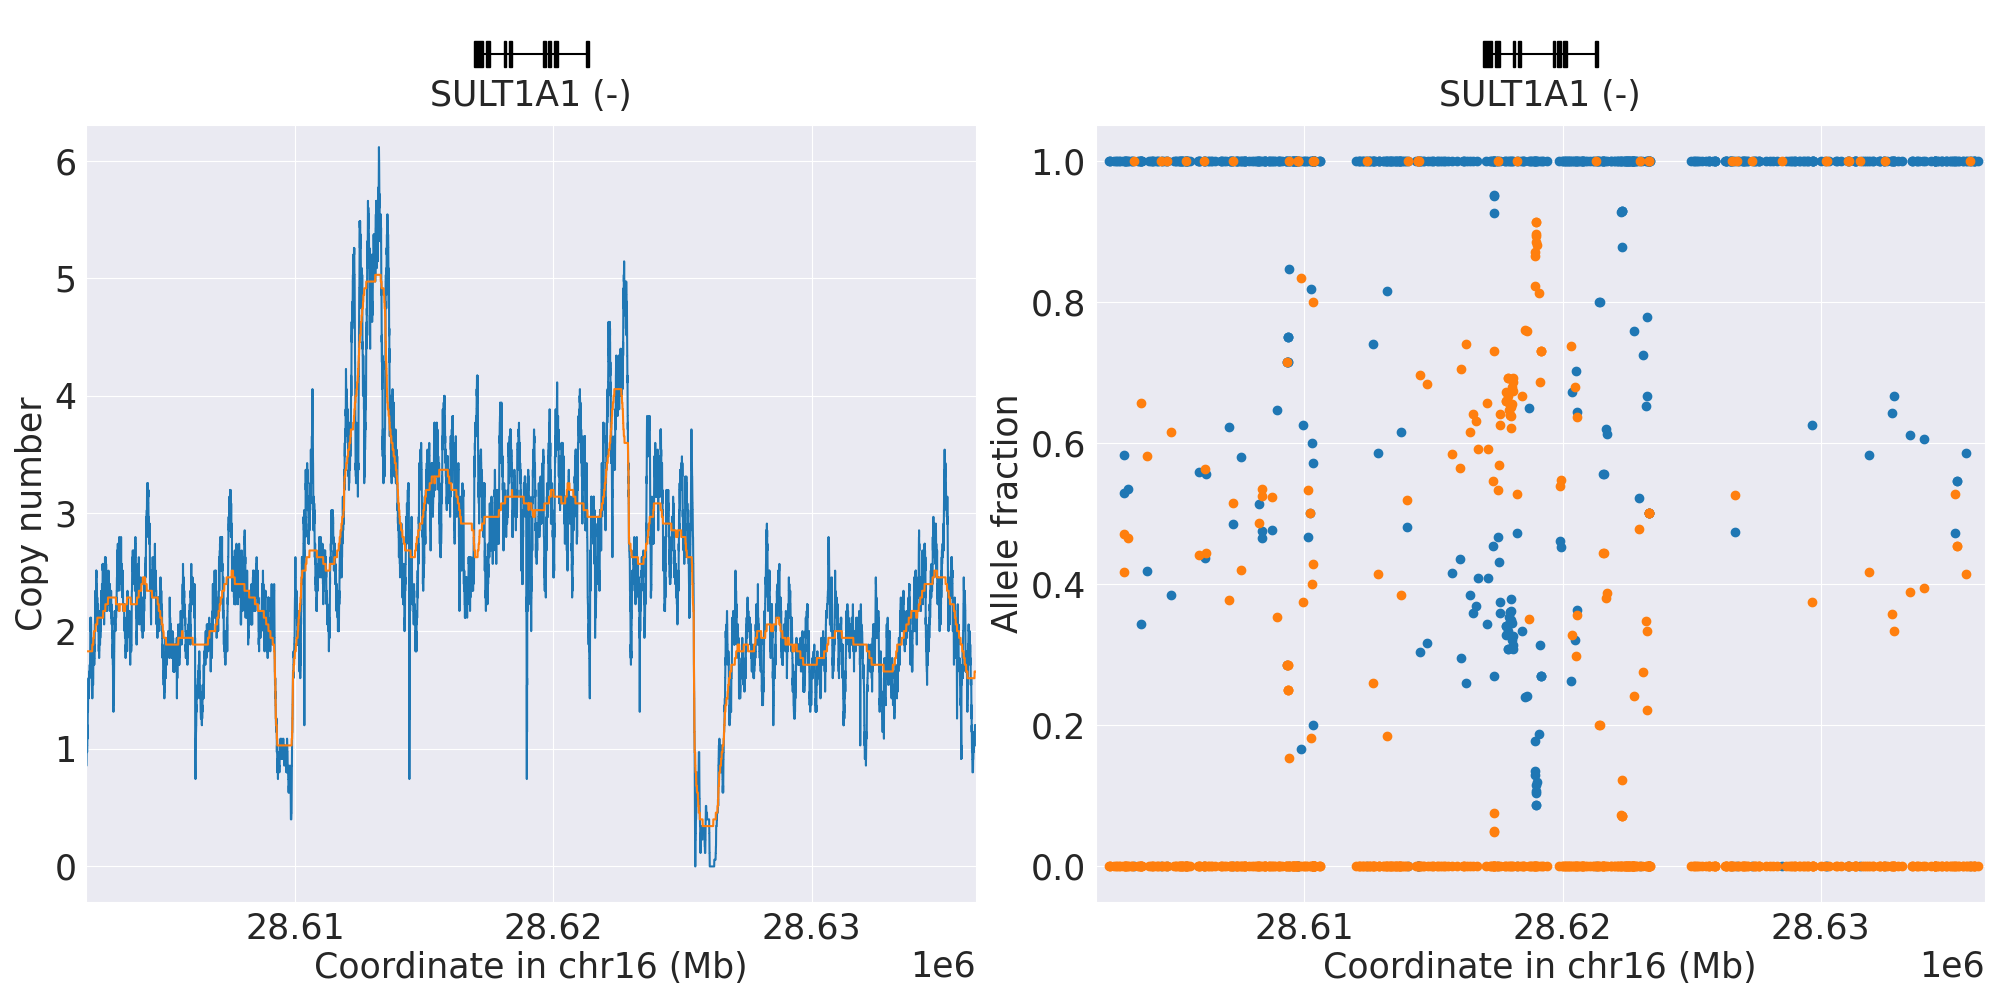 SULT1A1 (-)
6
5
4
3
2
1
0
Copy number
28.61
28.62
28.63
Coordinate in chr16 (Mb)
1e6
SULT1A1 (-)
1.0
0.8
0.6
0.4
0.2
0.0
Allele fraction
28.61
28.62
28.63
Coordinate in chr16 (Mb)
1e6